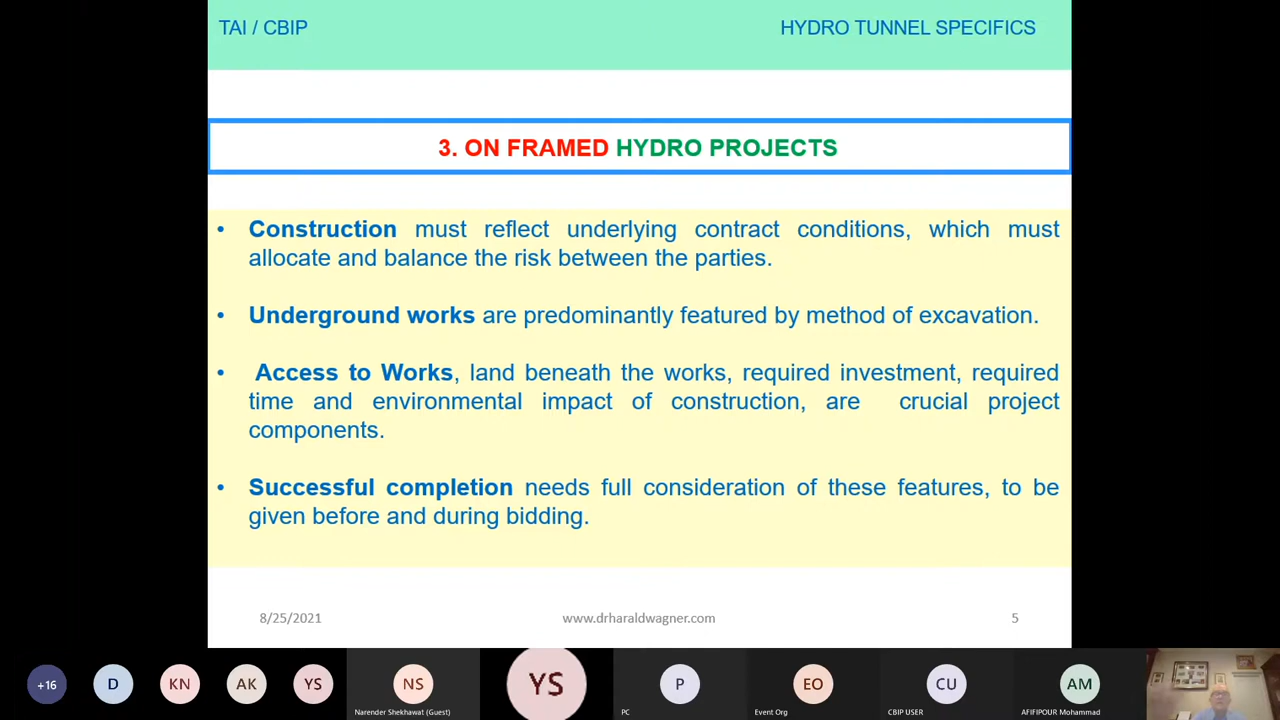 TAI / CBIP HYDRO TUNNEL SPECIFICS
3. ON FRAMED HYDRO PROJECTS
• Construction must reflect underlying contract conditions, which must
allocate and balance the risk between the parties.
• Underground works are predominantly featured by method of excavation.
• Access to Works, land beneath the works, required investment, required
time and environmental impact of construction, are crucial project
components.
• Successful completion needs full consideration of these features, to be
given before and during bidding.
8/25/2021 www.drharaldwagner.com 5
+16 D KN AK YS NS YS P EO CU AM
Narender Shekhawat (Guest) PC Event Org CBIP USER AFIFIPOUR Mohammad